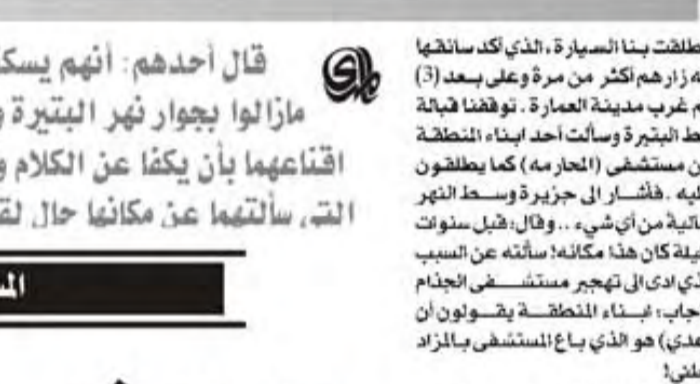 طلقت بنا السيارة ، الذي أكد سائقها
زارهم أكثر من مرة وعلى بعد (3)
غرب مدينة العمارة . توقفنا قبالة
ط البتيرة وسألت أحد ابناء المنطقة
ن مستشفى (المحارمه) كما يطلقون
يه . فأشار الى جزيرة وسط النهر
الية من أي شيء .. وقال: قبل سنوات
يلة كان هذا مكانه! سألته عن السبب
ذي ادى الى تهجير مستشفى الجذام
جاب: ابناء المنطقة يقولون أن
عدي) هو الذي باع المستشفى بالمزاد
لني!
قال أحدهم: أنهم يسك
مازالوا بجوار نهر البتيرة و
اقناعهما بأن يكفا عن الكلام و
التي سألتهما عن مكانها حال لق
الم